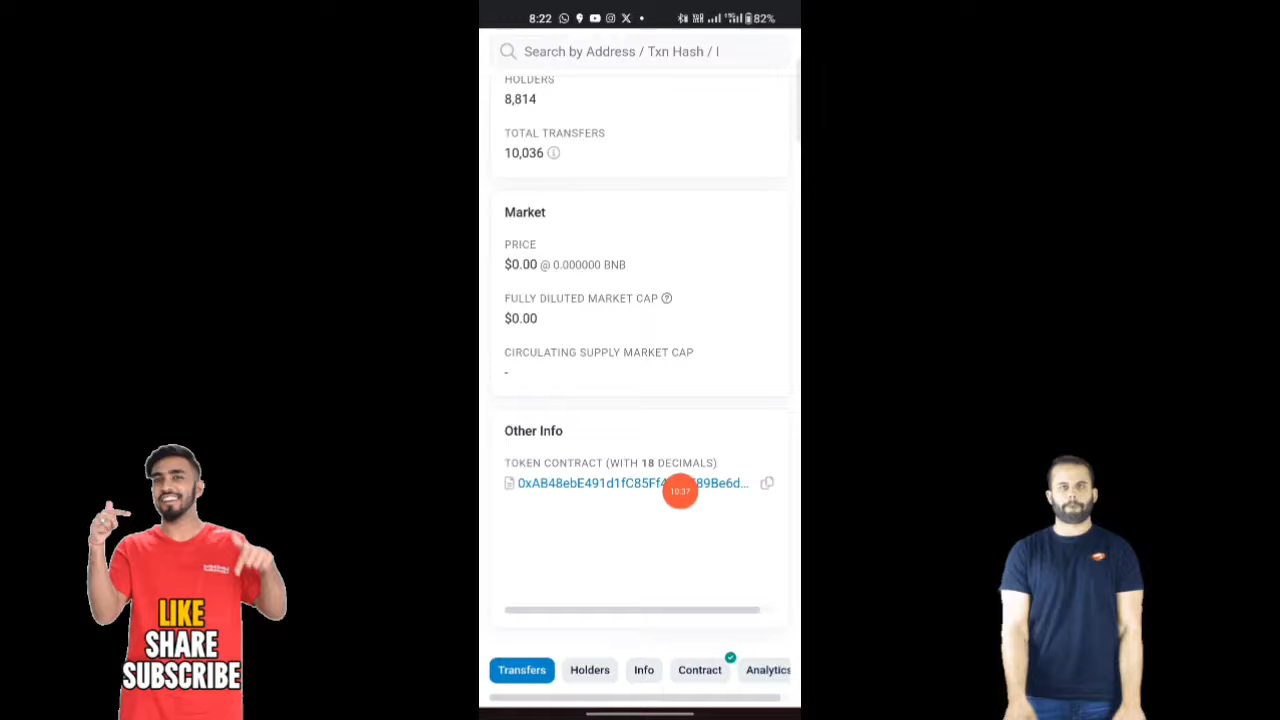 8:22
82%
Search by Address / Txn Hash / I
HOLDERS
8,814
TOTAL TRANSFERS
10,036
Market
PRICE
$0.00 @ 0.000000 BNB
FULLY DILUTED MARKET CAP
$0.00
CIRCULATING SUPPLY MARKET CAP
-
Other Info
TOKEN CONTRACT (WITH 18 DECIMALS)
0xAB48ebE491d1fC85Ff4 89Be6d...
10:37
Transfers Holders Info Contract Analytics
LIKE
SHARE
SUBSCRIBE